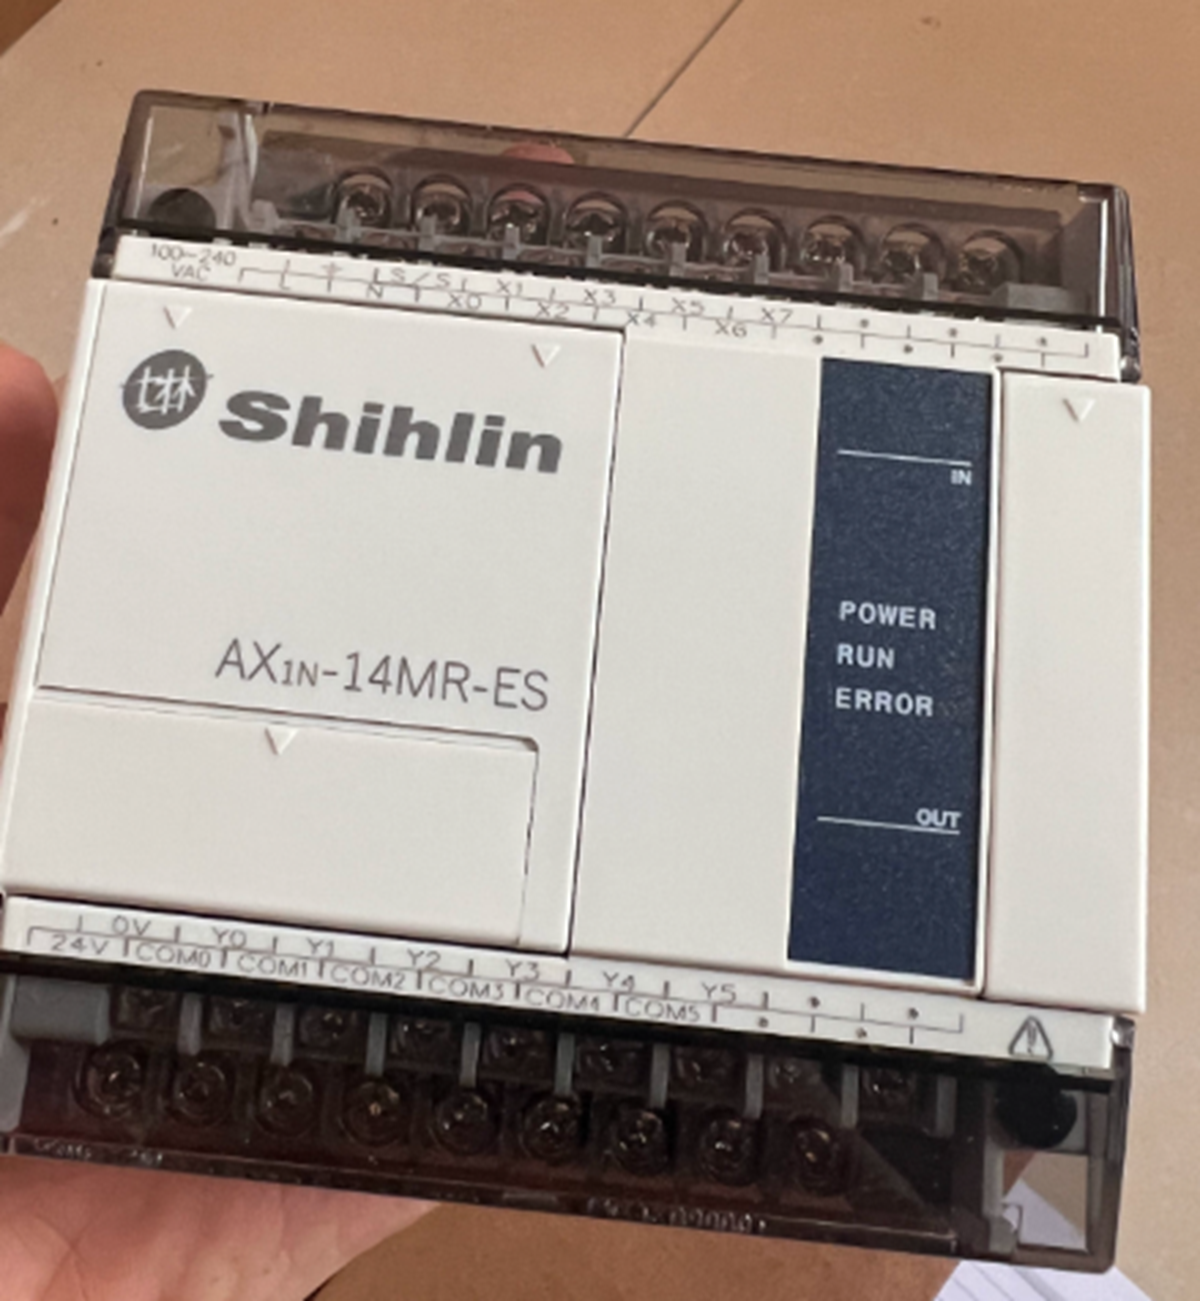 100-240
VAC
L N S/S X1 X3 X5 X7
X0 X2 X4 X6
Shihlin
IN
POWER
RUN
ERROR
AX1N-14MR-ES
OUT
0V Y0 Y1 Y2 Y3 Y4 Y5
24V COM0 COM1 COM2 COM3 COM4 COM5